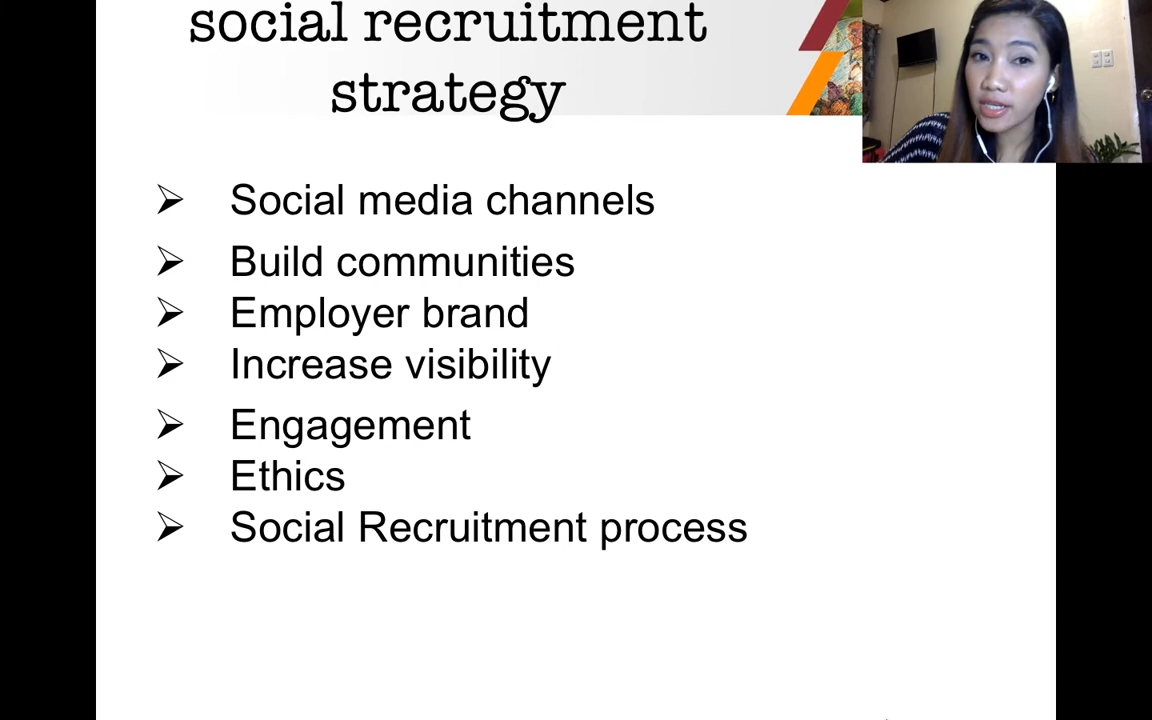 social recruitment
strategy
Social media channels
Build communities
Employer brand
Increase visibility
Engagement
Ethics
Social Recruitment process